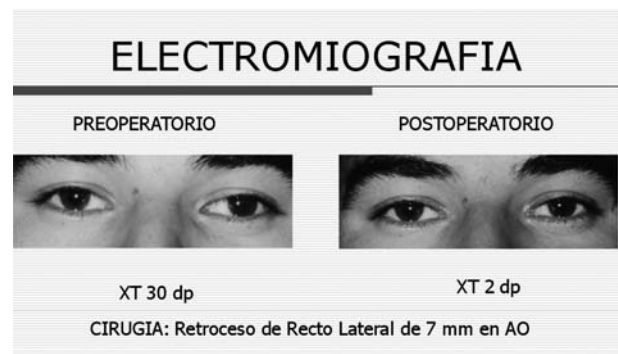 ELECTROMIOGRAFIA
PREOPERATORIO
POSTOPERATORIO
XT 30 dp
XT 2 dp
CIRUGIA: Retroceso de Recto Lateral de 7 mm en AO